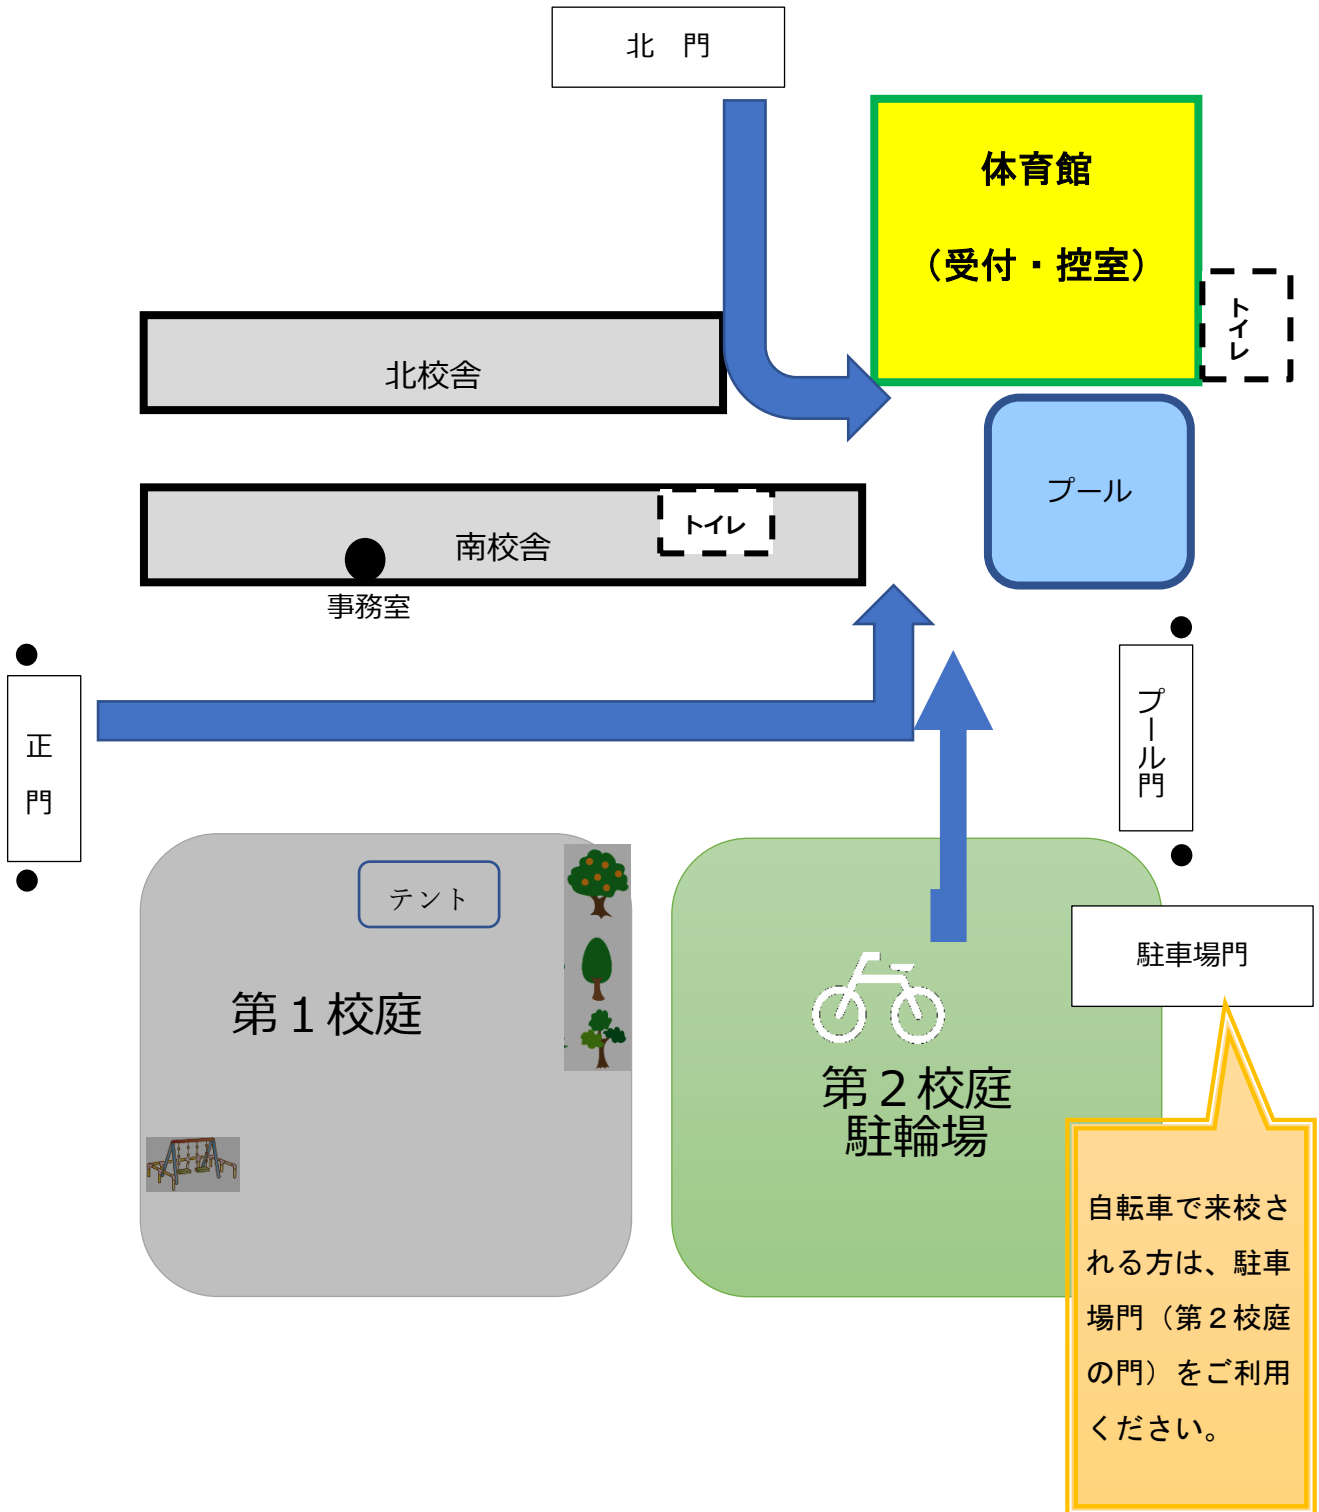 北　門
体育館
（受付・控室）
トイレ
北校舎
プール
トイレ
南校舎
事務室
正
門
プール門
テント
駐車場門
第１校庭
第２校庭
駐輪場
自転車で来校さ
れる方は、駐車
場門（第２校庭
の門）をご利用
ください。